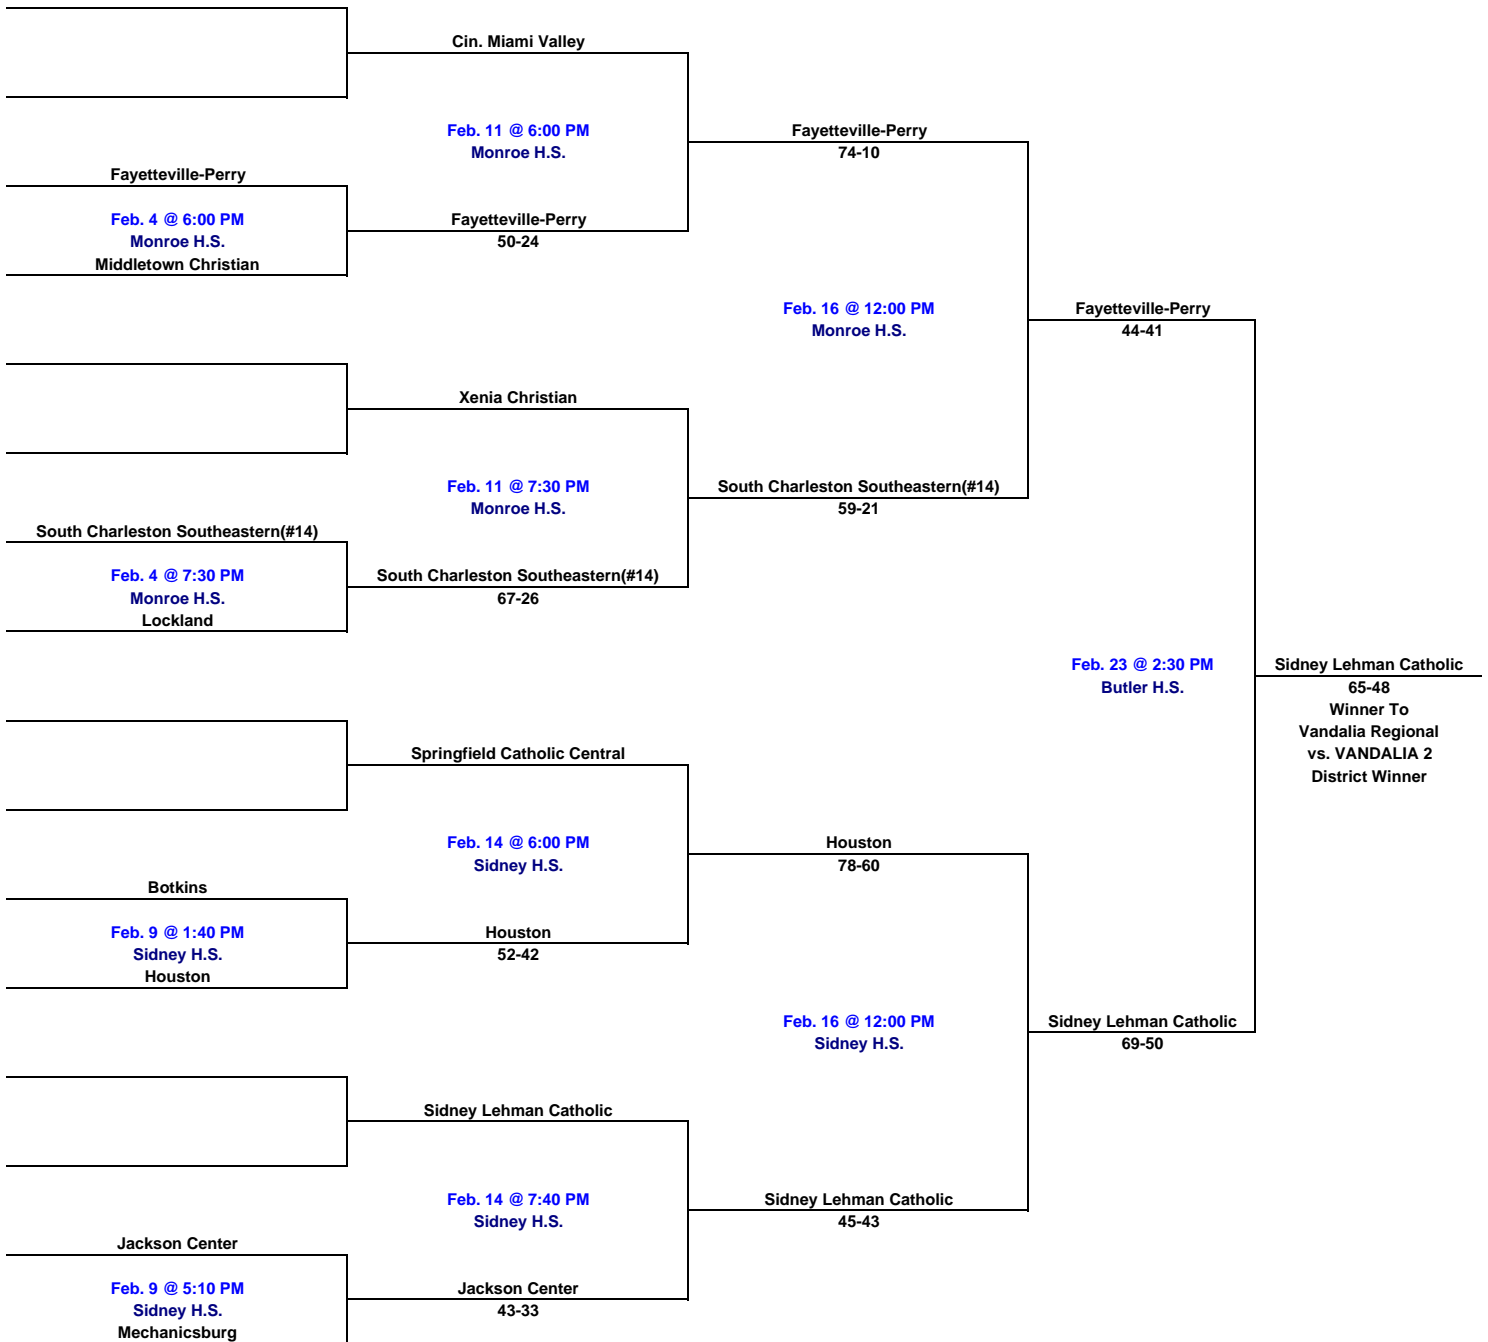 Cin. Miami Valley
Feb. 11 @ 6:00 PM
Monroe H.S.
Fayetteville-Perry
74-10
Fayetteville-Perry
Feb. 4 @ 6:00 PM
Monroe H.S.
Middletown Christian
Fayetteville-Perry
50-24
Feb. 16 @ 12:00 PM
Monroe H.S.
Fayetteville-Perry
44-41
Xenia Christian
Feb. 11 @ 7:30 PM
Monroe H.S.
South Charleston Southeastern(#14)
59-21
South Charleston Southeastern(#14)
Feb. 4 @ 7:30 PM
Monroe H.S.
Lockland
South Charleston Southeastern(#14)
67-26
Feb. 23 @ 2:30 PM
Butler H.S.
Sidney Lehman Catholic
65-48
Winner To
Vandalia Regional
vs. VANDALIA 2
District Winner
Springfield Catholic Central
Feb. 14 @ 6:00 PM
Sidney H.S.
Houston
78-60
Botkins
Feb. 9 @ 1:40 PM
Sidney H.S.
Houston
Houston
52-42
Feb. 16 @ 12:00 PM
Sidney H.S.
Sidney Lehman Catholic
69-50
Sidney Lehman Catholic
Feb. 14 @ 7:40 PM
Sidney H.S.
Sidney Lehman Catholic
45-43
Jackson Center
Feb. 9 @ 5:10 PM
Sidney H.S.
Mechanicsburg
Jackson Center
43-33